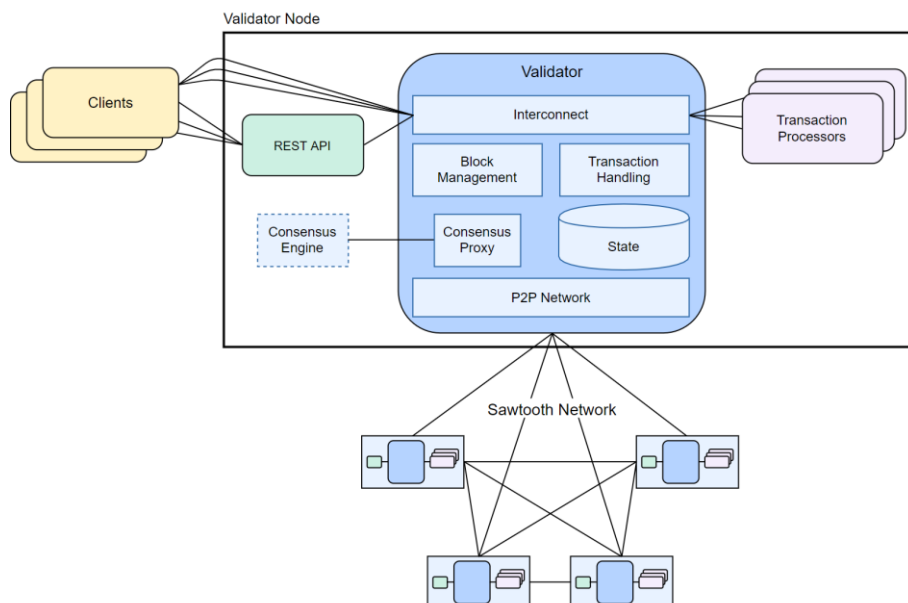 Validator Node
Validator
Clients
Interconnect
Transaction
Processors
REST API
Block
Management
Transaction
Handling
Consensus
Engine
Consensus
Proxy
State
P2P Network
Sawtooth Network